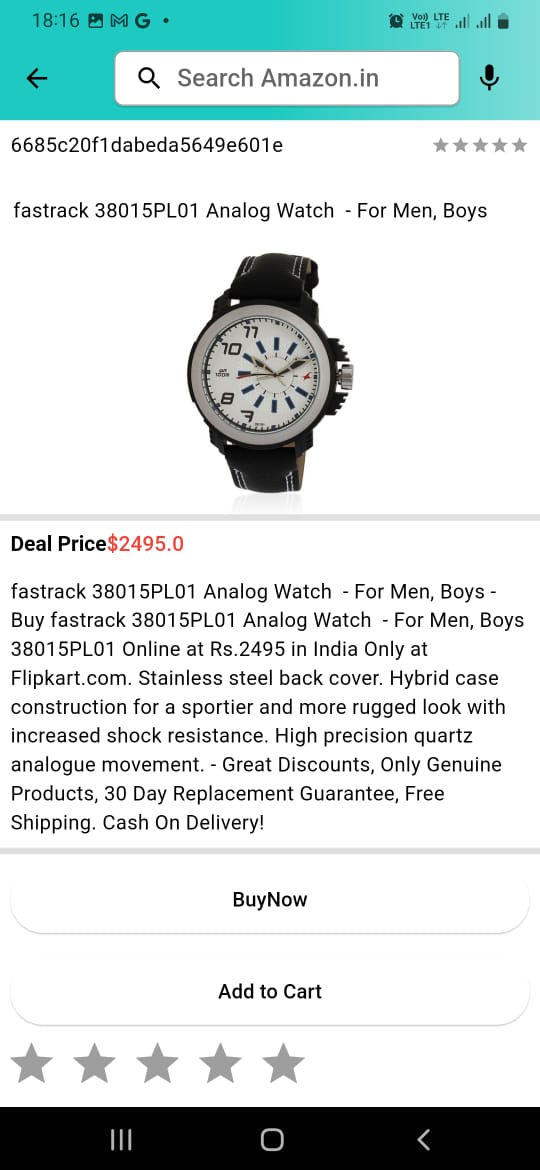 18:16
Vo) LTE
LTE1
Search Amazon.in
6685c20f1dabeda5649e601e
fastrack 38015PL01 Analog Watch  - For Men, Boys
11
10
8
7
Deal Price$2495.0
fastrack 38015PL01 Analog Watch  - For Men, Boys -
Buy fastrack 38015PL01 Analog Watch  - For Men, Boys
38015PL01 Online at Rs.2495 in India Only at
Flipkart.com. Stainless steel back cover. Hybrid case
construction for a sportier and more rugged look with
increased shock resistance. High precision quartz
analogue movement. - Great Discounts, Only Genuine
Products, 30 Day Replacement Guarantee, Free
Shipping. Cash On Delivery!
BuyNow
Add to Cart